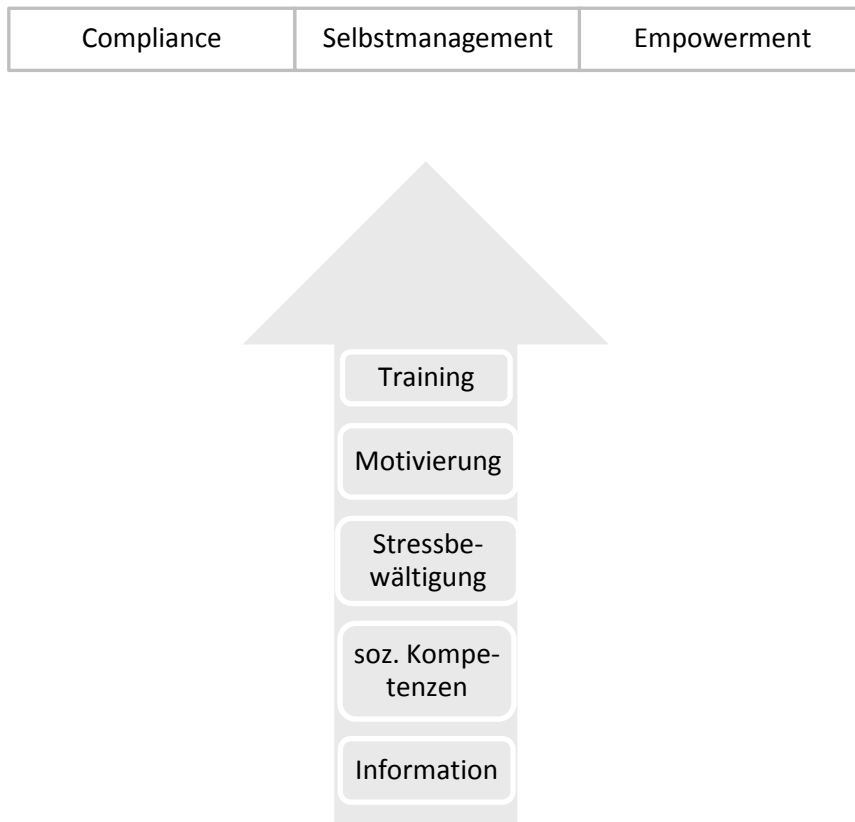 Compliance Selbstmanagement Empowerment
Training
Motivierung
Stressbe-
wältigung
soz. Kompe-
tenzen
Information